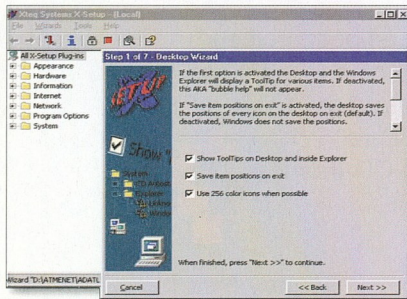 Xteq Systems X-Setup - (Local)
File Wizards Tools Help
All X-Setup Plug-ins
Appearance
Hardware
Information
Internet
Network
Program Options
System
Step 1 of 7 - Desktop Wizard
If the first option is activated the Desktop and the Windows
Explorer will display a ToolTip for various items. If deactivated,
this AKA "bubble help" will not appear.
If "Save item positions on exit" is activated, the desktop saves
the positions of every icon on the desktop on exit (default). If
deactivated, Windows does not save the positions.
Show ToolTips on Desktop and inside Explorer
Save item positions on exit
Use 256 color icons when possible
When finished, press "Next >>" to continue.
Wizard "D:\ATMENET\ADATL
Cancel
<< Back
Next >>